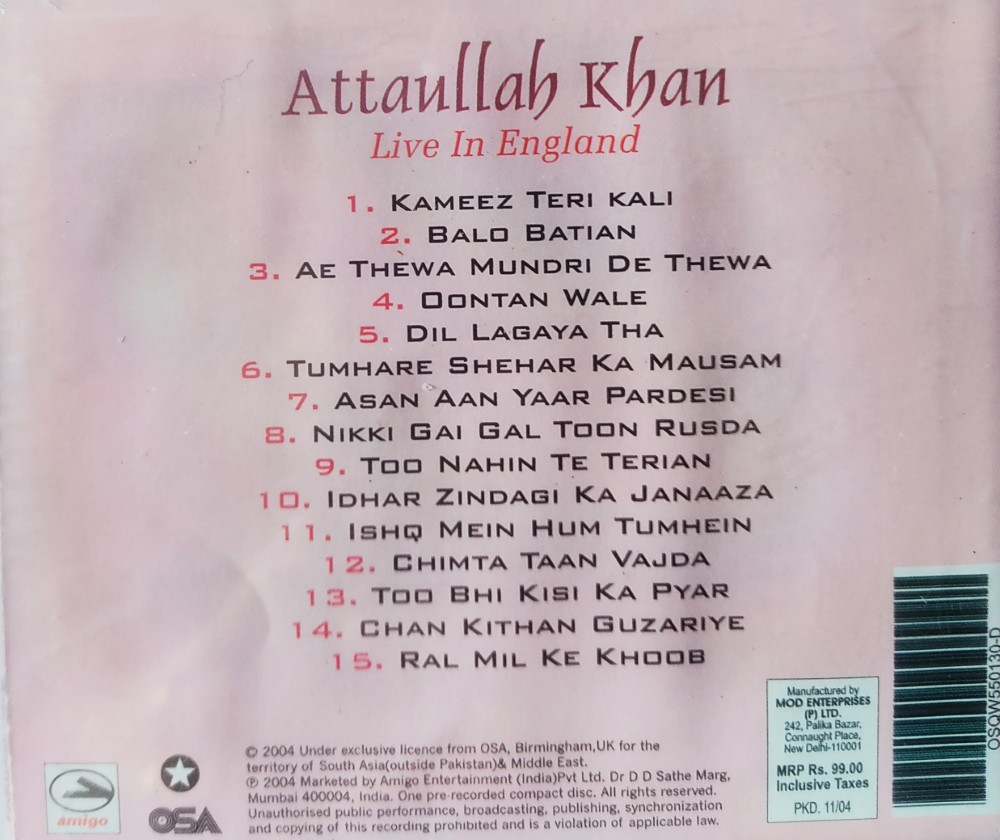 Attaullah Khan
Live In England
1. KAMEEZ TERI KALI
2. BALO BATIAN
3. AE THEWA MUNDRI DE THEWA
4. OONTAN WALE
5. DIL LAGAYA THA
6. TUMHARE SHEHAR KA MAUSAM
7. ASAN AAN YAAR PARDESI
8. NIKKI GAI GAL TOON RUSDA
9. TOO NAHIN TE TERIAN
10. IDHAR ZINDAGI KA JANAAZA
11. ISHQ MEIN HUM TUMHEIN
12. CHIMTA TAAN VAJDA
13. TOO BHI KISI KA PYAR
14. CHAN KITHAN GUZARIYE
15. RAL MIL KE KHOOB
© 2004 Under exclusive licence from OSA, Birmingham,UK for the
territory of South Asia(outside Pakistan)& Middle East.
℗ 2004 Marketed by Amigo Entertainment (India)Pvt Ltd. Dr D D Sathe Marg,
Mumbai 400004, India. One pre-recorded compact disc. All rights reserved.
Unauthorised public performance, broadcasting, publishing, synchronization
and copying of this recording prohibited and is a violation of applicable law.
amigo
OSA
Manufactured by
MOD ENTERPRISES
(P) LTD.
242, Palika Bazar,
Connaught Place,
New Delhi-110001
MRP Rs. 99.00
Inclusive Taxes
PKD. 11/04
OSQW550130-D